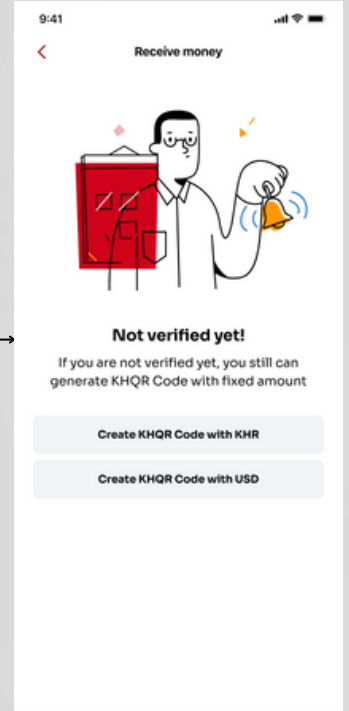 9:41
Receive money
Not verified yet!
If you are not verified yet, you still can
generate KHQR Code with fixed amount
Create KHQR Code with KHR
Create KHQR Code with USD